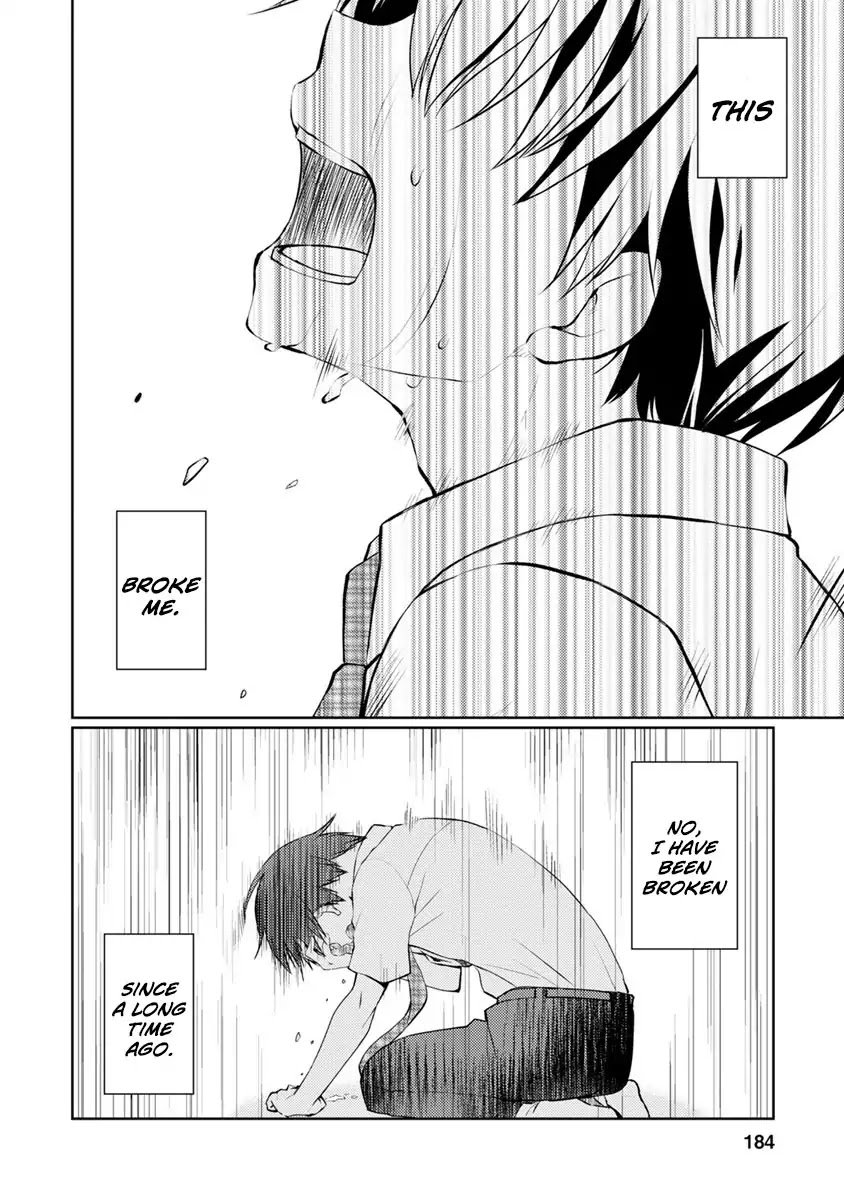 THIS
BROKE
ME.
NO,
I HAVE
BEEN
BROKEN
SINCE
A LONG
TIME
AGO.
184